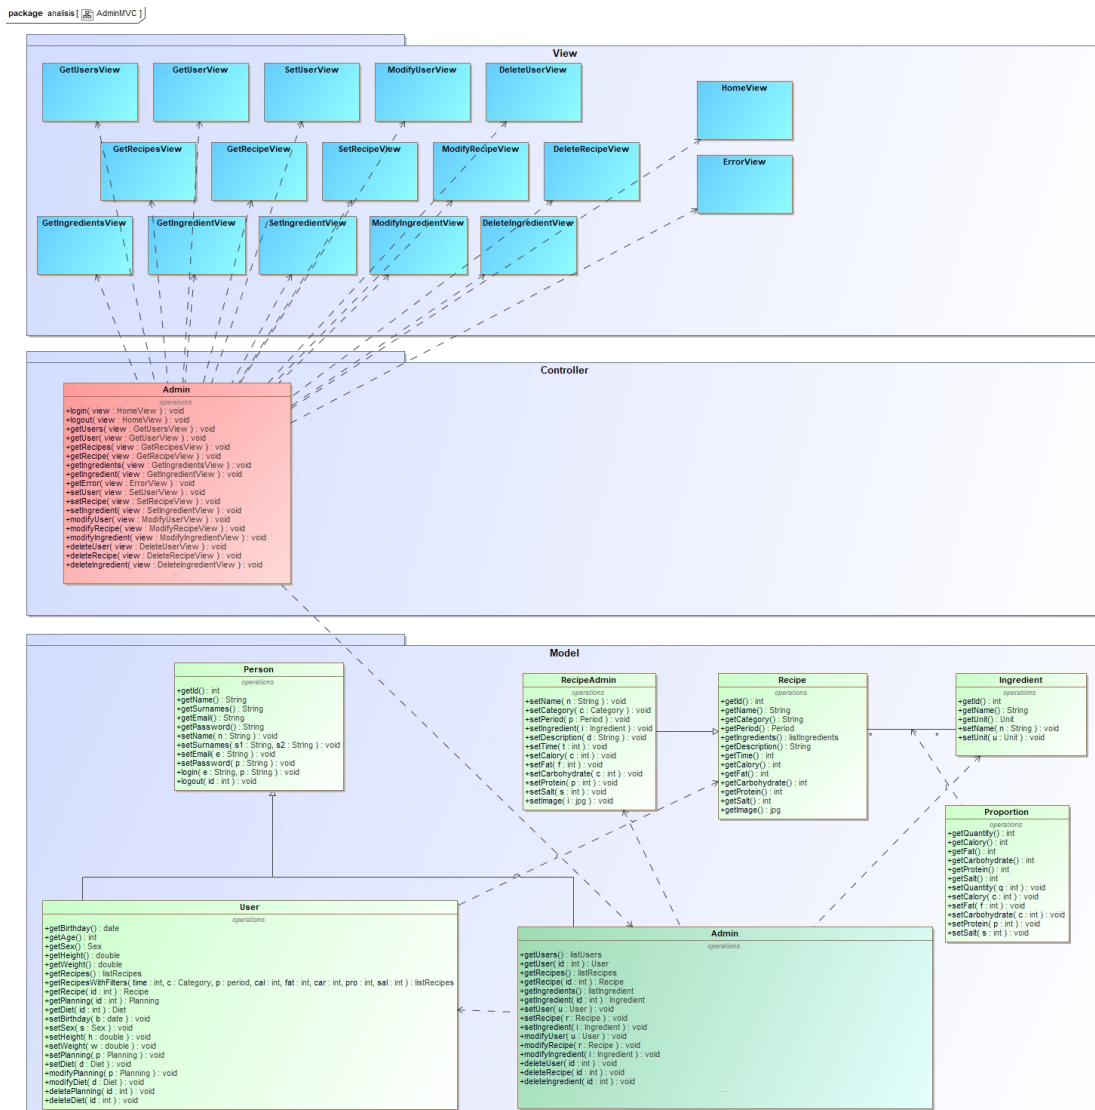 package analisis [ AdminMVC ]
View
GetUsersView
GetUserView
SetUserView
ModifyUserView
DeleteUserView
HomeView
GetRecipesView
GetRecipeView
SetRecipeView
ModifyRecipeView
DeleteRecipeView
ErrorView
GetIngredientsView
GetIngredientView
SetIngredientView
ModifyIngredientView
DeleteIngredientView
Controller
Admin
operations
+login( view : HomeView ) : void
+logout( view : HomeView ) : void
+getUsers( view : GetUsersView ) : void
+getUser( view : GetUserView ) : void
+getRecipes( view : GetRecipesView ) : void
+getRecipe( view : GetRecipeView ) : void
+getIngredients( view : GetIngredientsView ) : void
+getIngredient( view : GetIngredientView ) : void
+getError( view : ErrorView ) : void
+setUser( view : SetUserView ) : void
+setRecipe( view : SetRecipeView ) : void
+setIngredient( view : SetIngredientView ) : void
+modifyUser( view : ModifyUserView ) : void
+modifyRecipe( view : ModifyRecipeView ) : void
+modifyIngredient( view : ModifyIngredientView ) : void
+deleteUser( view : DeleteUserView ) : void
+deleteRecipe( view : DeleteRecipeView ) : void
+deleteIngredient( view : DeleteIngredientView ) : void
...
Model
Person
operations
+getId() : int
+getName() : String
+getSurnames() : String
+getEmail() : String
+getPassword() : String
+setName( n : String ) : void
+setSurnames( s1 : String, s2 : String ) : void
+setEmail( e : String ) : void
+setPassword( p : String ) : void
+login( e : String, p : String ) : void
+logout( id : int ) : void
RecipeAdmin
operations
+setName( n : String ) : void
+setCategory( c : Category ) : void
+setPeriod( p : Period ) : void
+setIngredient( i : Ingredient ) : void
+setDescription( d : String ) : void
+setTime( t : int ) : void
+setCalory( c : int ) : void
+setFat( f : int ) : void
+setCarbohydrate( c : int ) : void
+setProtein( p : int ) : void
+setSalt( s : int ) : void
+setImage( i : jpg ) : void
Recipe
operations
+getId() : int
+getName() : String
+getCategory() : String
+getPeriod() : Period
+getIngredients() : listIngredients
+getDescription() : String
+getTime() : int
+getCalory() : int
+getFat() : int
+getCarbohydrate() : int
+getProtein() : int
+getSalt() : int
+getImage() : jpg
* *
Ingredient
operations
+getId() : int
+getName() : String
+getUnit() : Unit
+setName( n : String ) : void
+setUnit( u : Unit ) : void
Proportion
operations
+getQuantity() : int
+getCalory() : int
+getFat() : int
+getCarbohydrate() : int
+getProtein() : int
+getSalt() : int
+setQuantity( q : int ) : void
+setCalory( c : int ) : void
+setFat( f : int ) : void
+setCarbohydrate( c : int ) : void
+setProtein( p : int ) : void
+setSalt( s : int ) : void
User
operations
+getBirthday() : date
+getAge() : int
+getSex() : Sex
+getHeight() : double
+getWeight() : double
+getRecipes() : listRecipes
+getRecipesWithFilters( time : int, c : Category, p : period, cal : int, fat : int, car : int, pro : int, sal : int ) : listRecipes
+getRecipe( id : int ) : Recipe
+getPlanning( id : int ) : Planning
+getDiet( id : int ) : Diet
+setBirthday( b : date ) : void
+setSex( s : Sex ) : void
+setHeight( h : double ) : void
+setWeight( w : double ) : void
+setPlanning( p : Planning ) : void
+setDiet( d : Diet ) : void
+modifyPlanning( p : Planning ) : void
+modifyDiet( d : Diet ) : void
+deletePlanning( id : int ) : void
+deleteDiet( id : int ) : void
Admin
operations
+getUsers() : listUsers
+getUser( id : int ) : User
+getRecipes() : listRecipes
+getRecipe( id : int ) : Recipe
+getIngredients() : listIngredient
+getIngredient( id : int ) : Ingredient
+setUser( u : User ) : void
+setRecipe( r : Recipe ) : void
+setIngredient( i : Ingredient ) : void
+modifyUser( u : User ) : void
+modifyRecipe( r : Recipe ) : void
+modifyIngredient( i : Ingredient ) : void
+deleteUser( id : int ) : void
+deleteRecipe( id : int ) : void
+deleteIngredient( id : int ) : void
...